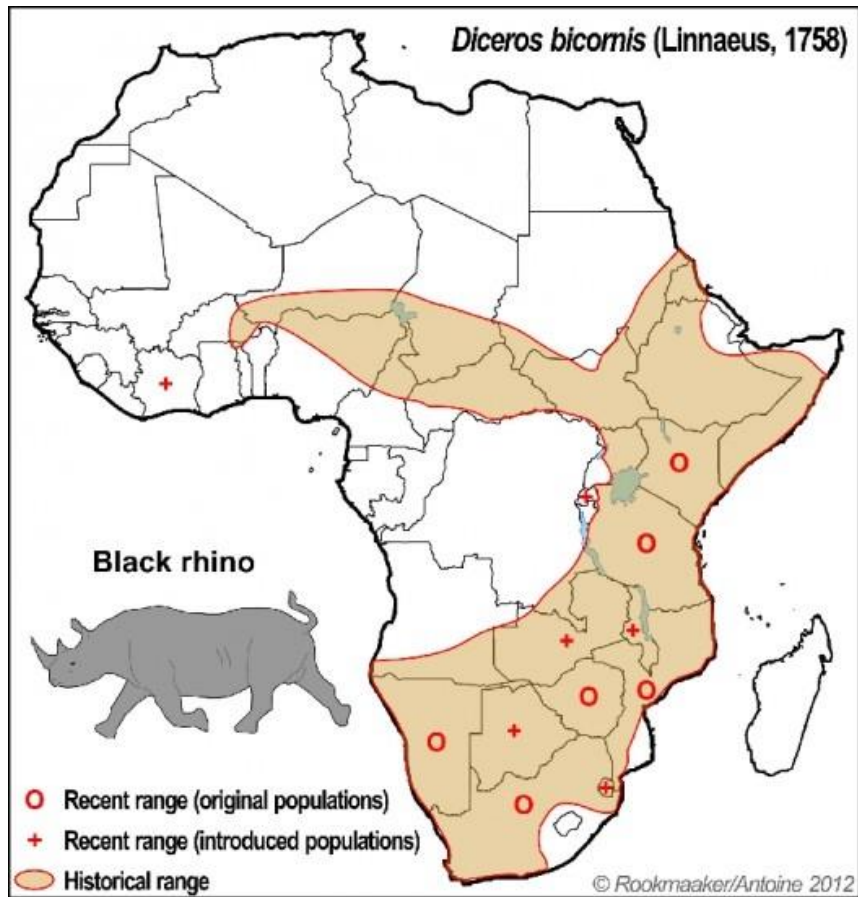 Diceros bicornis (Linnaeus, 1758)
Black rhino
O Recent range (original populations)
+ Recent range (introduced populations)
Historical range
© Rookmaaker/Antoine 2012